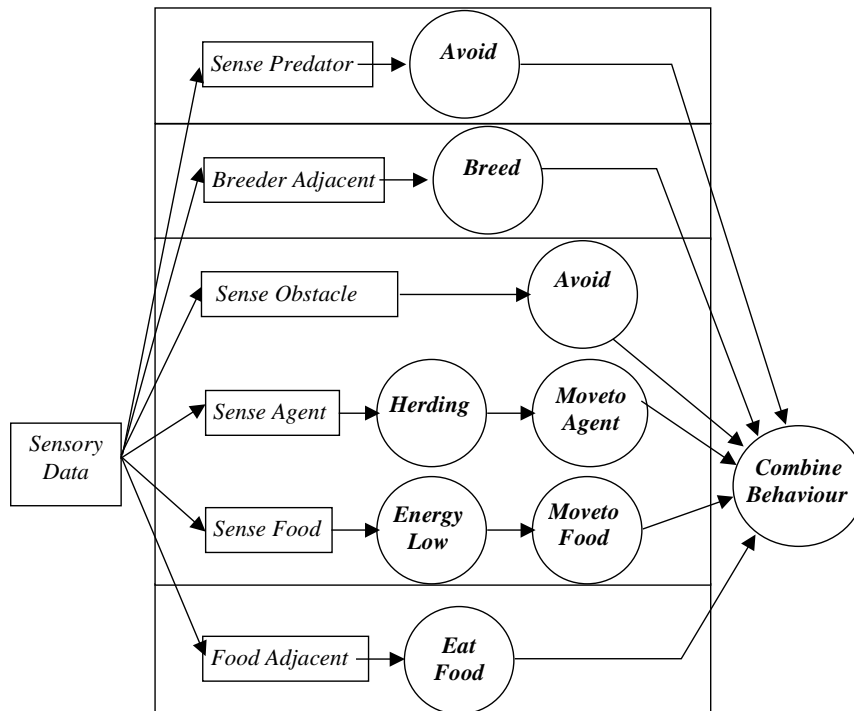 Sense Predator
Avoid
Breeder Adjacent
Breed
Sense Obstacle
Avoid
Sense Agent
Herding
Moveto
Agent
Sensory
Data
Combine
Behaviour
Sense Food
Energy
Low
Moveto
Food
Food Adjacent
Eat
Food